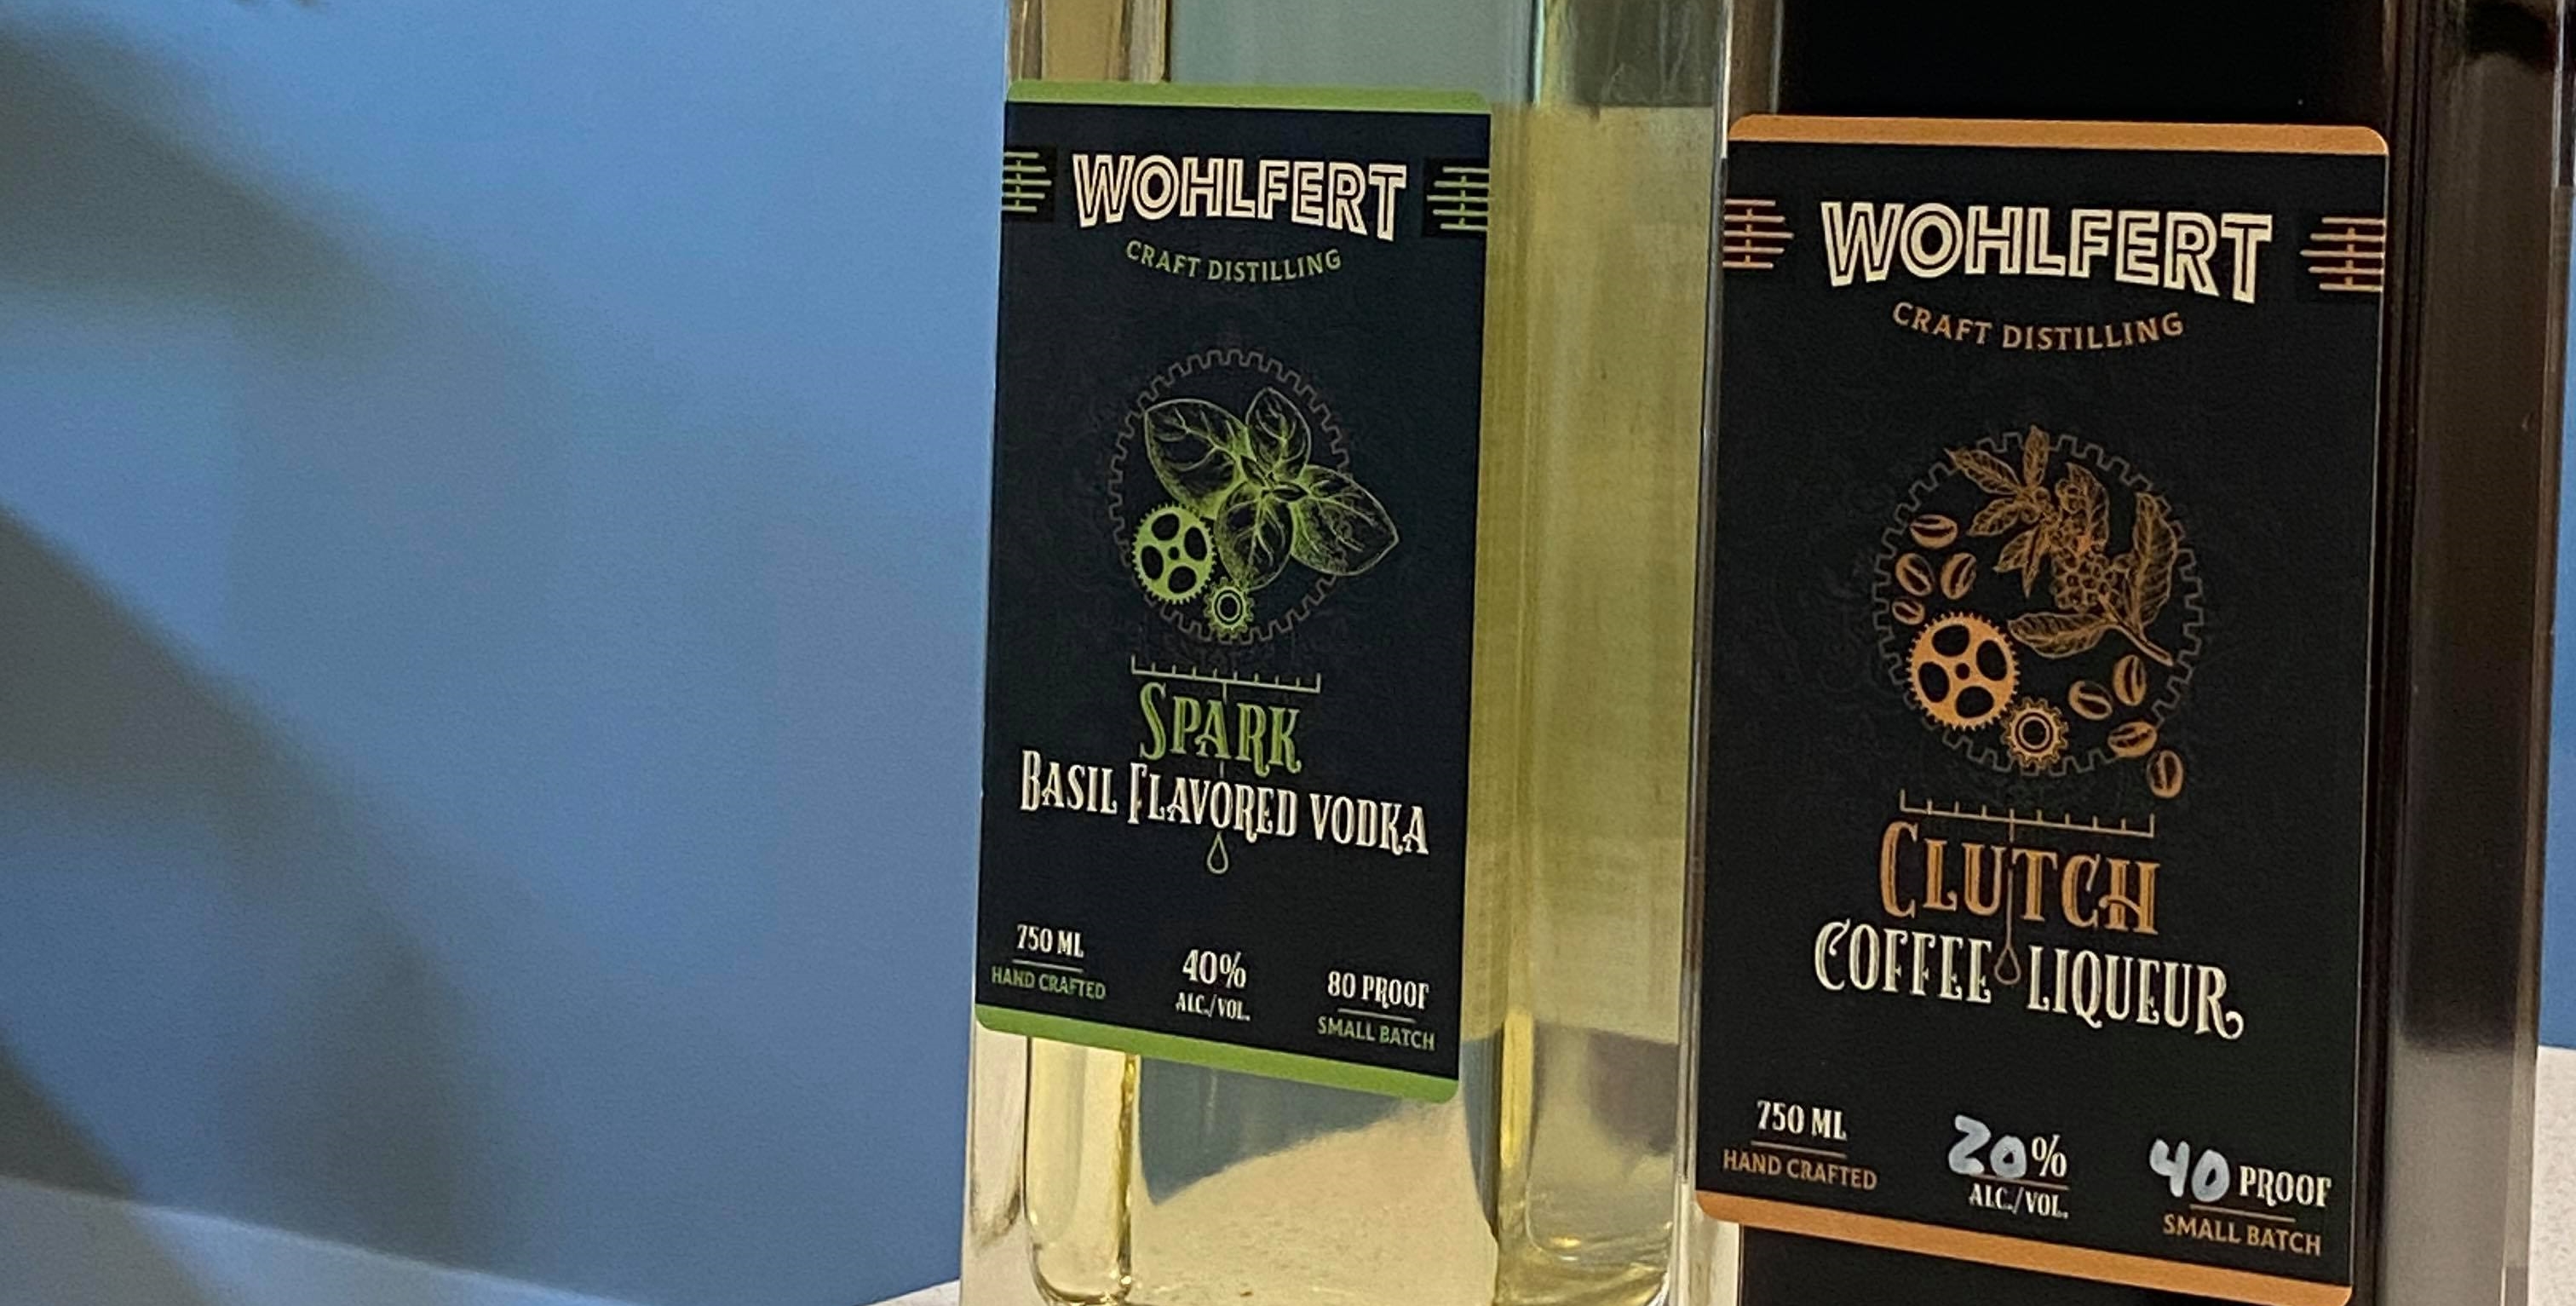 WOHLFERT
CRAFT DISTILLING
SPARK
BASIL FLAVORED VODKA
750 ML
HAND CRAFTED
40%
ALC./VOL.
80 PROOF
SMALL BATCH
WOHLFERT
CRAFT DISTILLING
CLUTCH
COFFEE LIQUEUR
750 ML
HAND CRAFTED
20%
ALC./VOL.
40 PROOF
SMALL BATCH